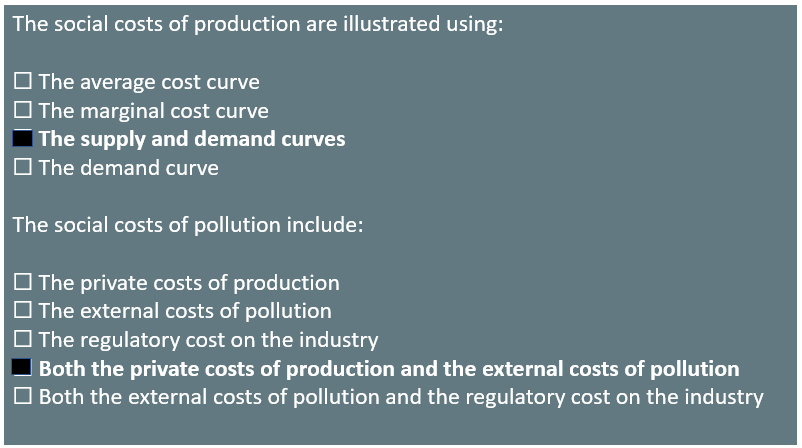 The social costs of production are illustrated using:
☐ The average cost curve
☐ The marginal cost curve
■ The supply and demand curves
☐ The demand curve
The social costs of pollution include:
☐ The private costs of production
☐ The external costs of pollution
☐ The regulatory cost on the industry
■ Both the private costs of production and the external costs of pollution
☐ Both the external costs of pollution and the regulatory cost on the industry